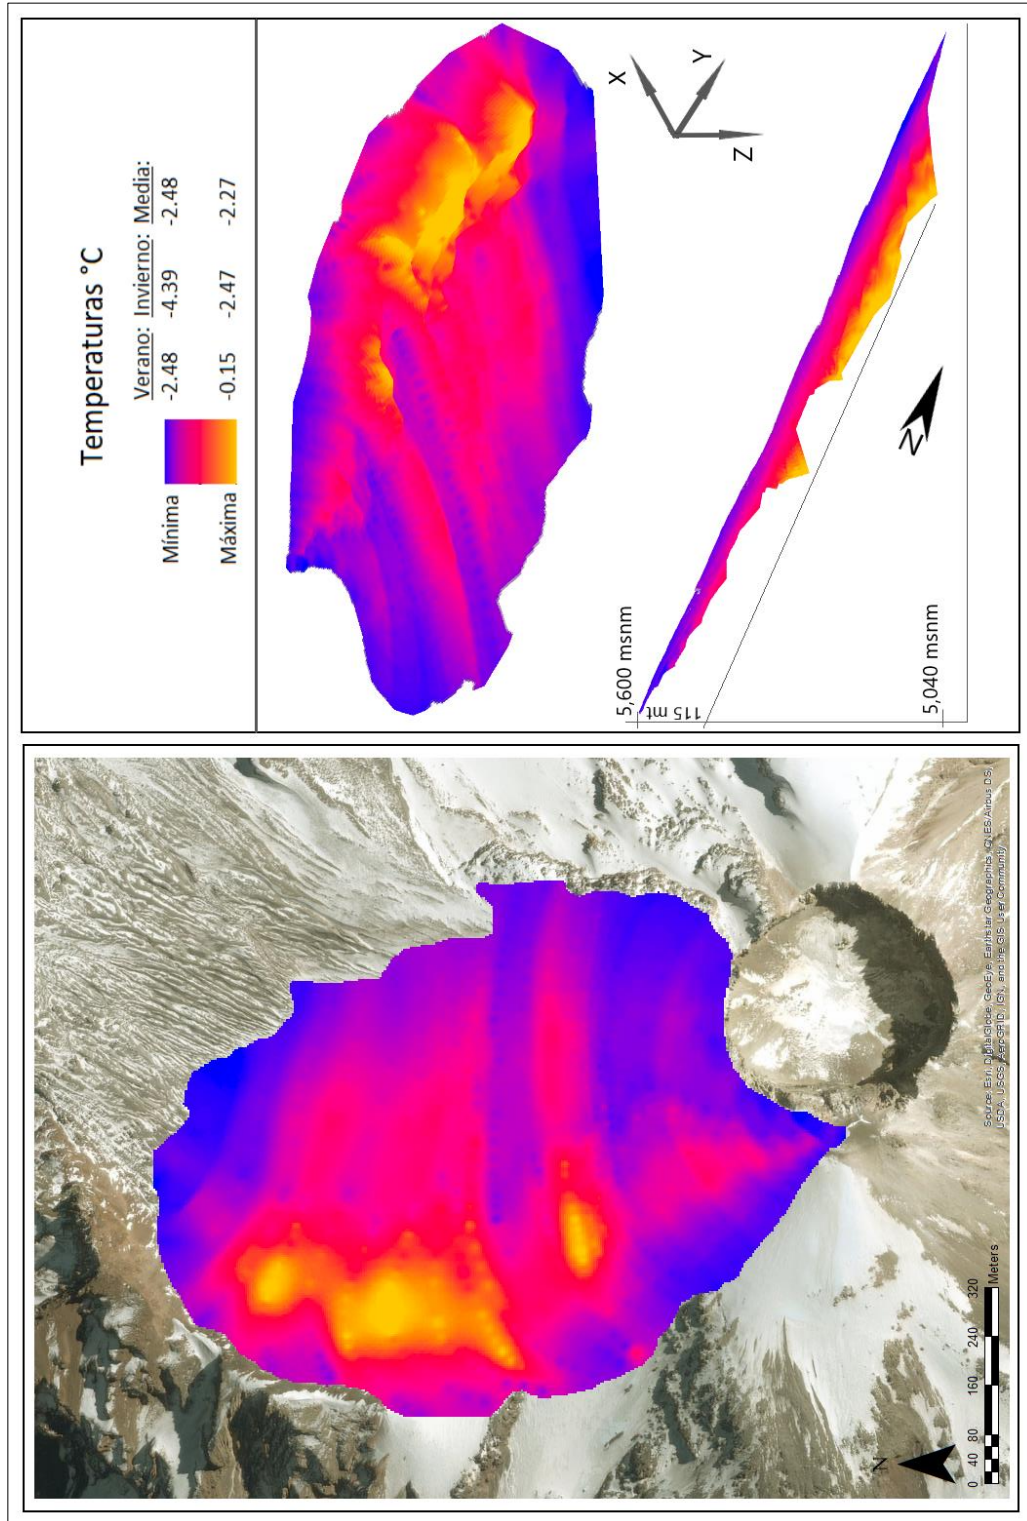 Temperaturas °C
Verano: Invierno: Media:
Mínima -2.48 -4.39 -2.48
Máxima -0.15 -2.47 -2.27
X
Y
Z
5,600 msnm
115 mt
5,040 msnm
N
N
0 40 80 160 240 320
Meters
Source: Esri, DigitalGlobe, GeoEye, Earthstar Geographics, CNES/Airbus DS,
USDA, USGS, AeroGRID, IGN, and the GIS User Community